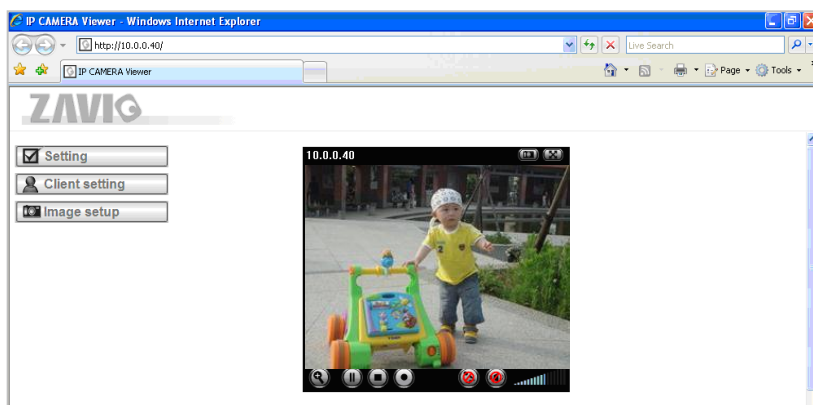 IP CAMERA Viewer - Windows Internet Explorer
http://10.0.0.40/
Live Search
IP CAMERA Viewer
Page
Tools
ZAVIO
Setting
Client setting
Image setup
10.0.0.40